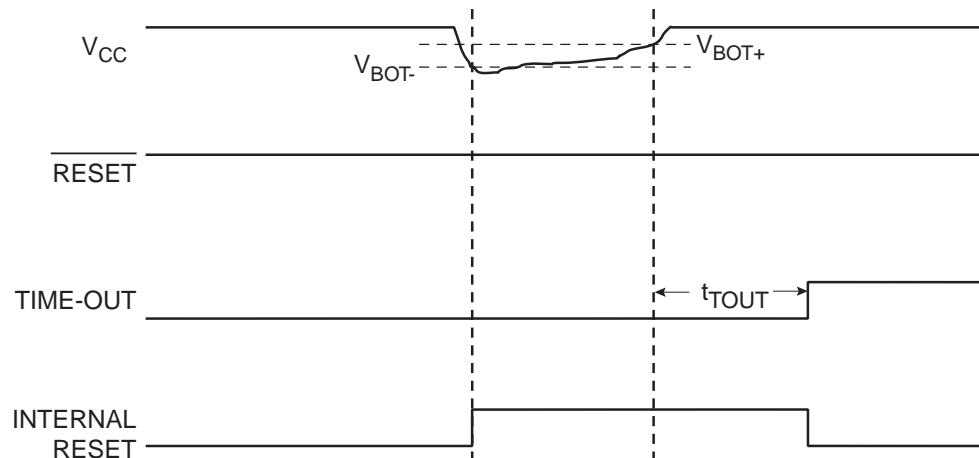 VCC
VBOT-
VBOT+
RESET
TIME-OUT
tTOUT
INTERNAL
RESET